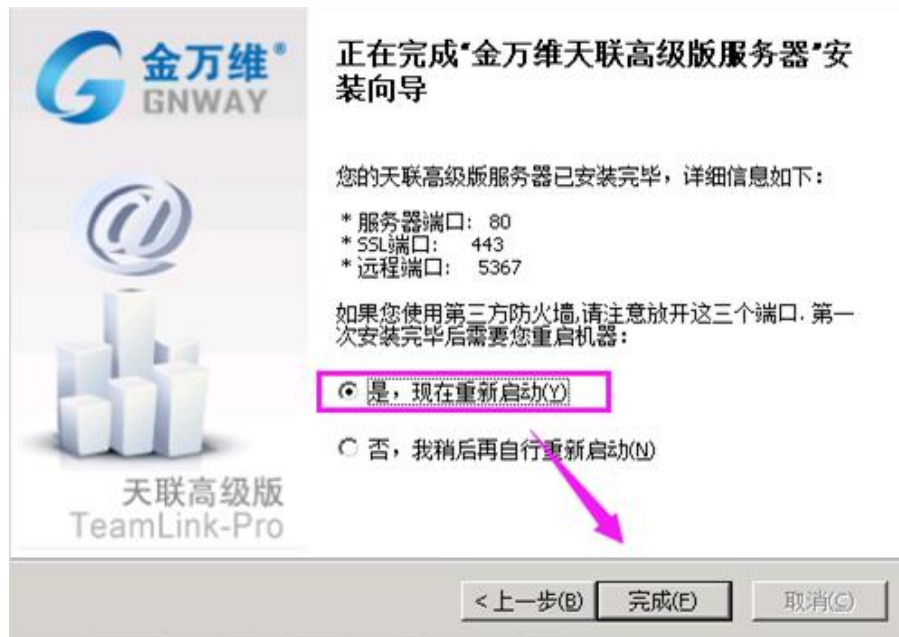 金万维®
GNWAY
正在完成“金万维天联高级版服务器”安
装向导
您的天联高级版服务器已安装完毕，详细信息如下：
* 服务器端口: 80
* SSL端口: 443
* 远程端口: 5367
如果您使用第三方防火墙,请注意放开这三个端口. 第一
次安装完毕后需要您重启机器：
是，现在重新启动(Y)
否，我稍后再自行重新启动(N)
天联高级版
TeamLink-Pro
<上一步(B) 完成(F) 取消(C)